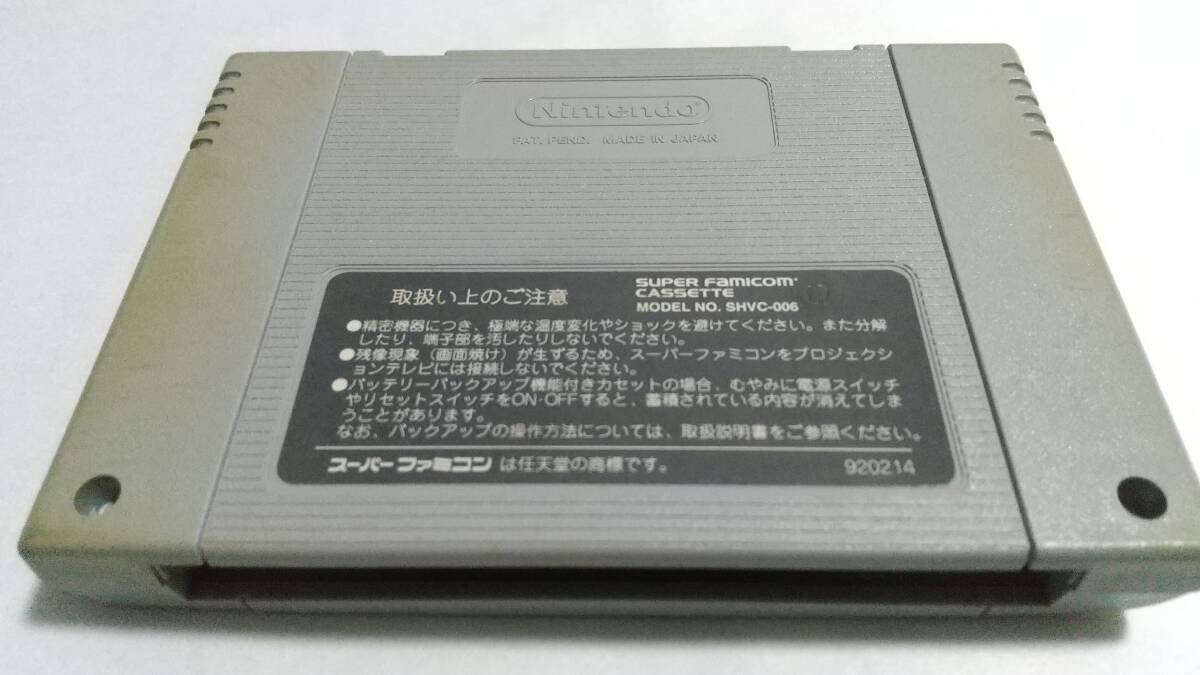 Nintendo®
PAT. PEND. MADE IN JAPAN
取扱い上のご注意
SUPER FAMICOM®
CASSETTE
MODEL NO. SHVC-006
●精密機器につき、極端な温度変化やショックを避けてください。また分解
したり、端子部を汚したりしないでください。
●残像現象(画面焼け)が生ずるため、スーパーファミコンをプロジェクショ
ンテレビには接続しないでください。
●バッテリーバックアップ機能付きカセットの場合、むやみに電源スイッチ
やリセットスイッチをON·OFFすると、蓄積されている内容が消えてしま
うことがあります。
なお、バックアップの操作方法については、取扱説明書をご参照ください。
スーパーファミコンは任天堂の商標です。
920214